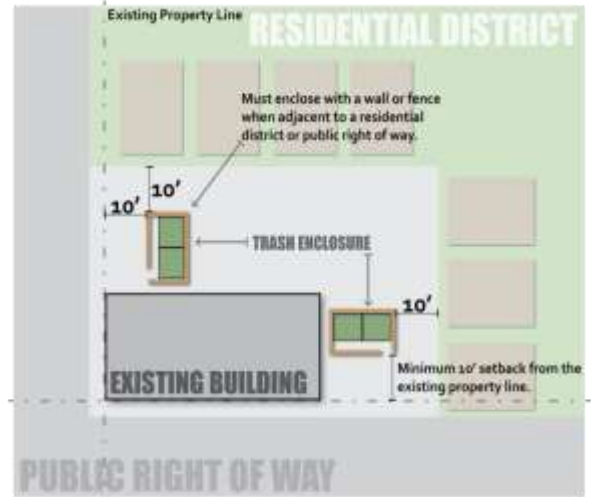 Existing Property Line
RESIDENTIAL DISTRICT
Must enclose with a wall or fence
when adjacent to a residential
district or public right of way.
10'
10'
TRASH ENCLOSURE
10'
Minimum 10' setback from the
existing property line.
EXISTING BUILDING
PUBLIC RIGHT OF WAY